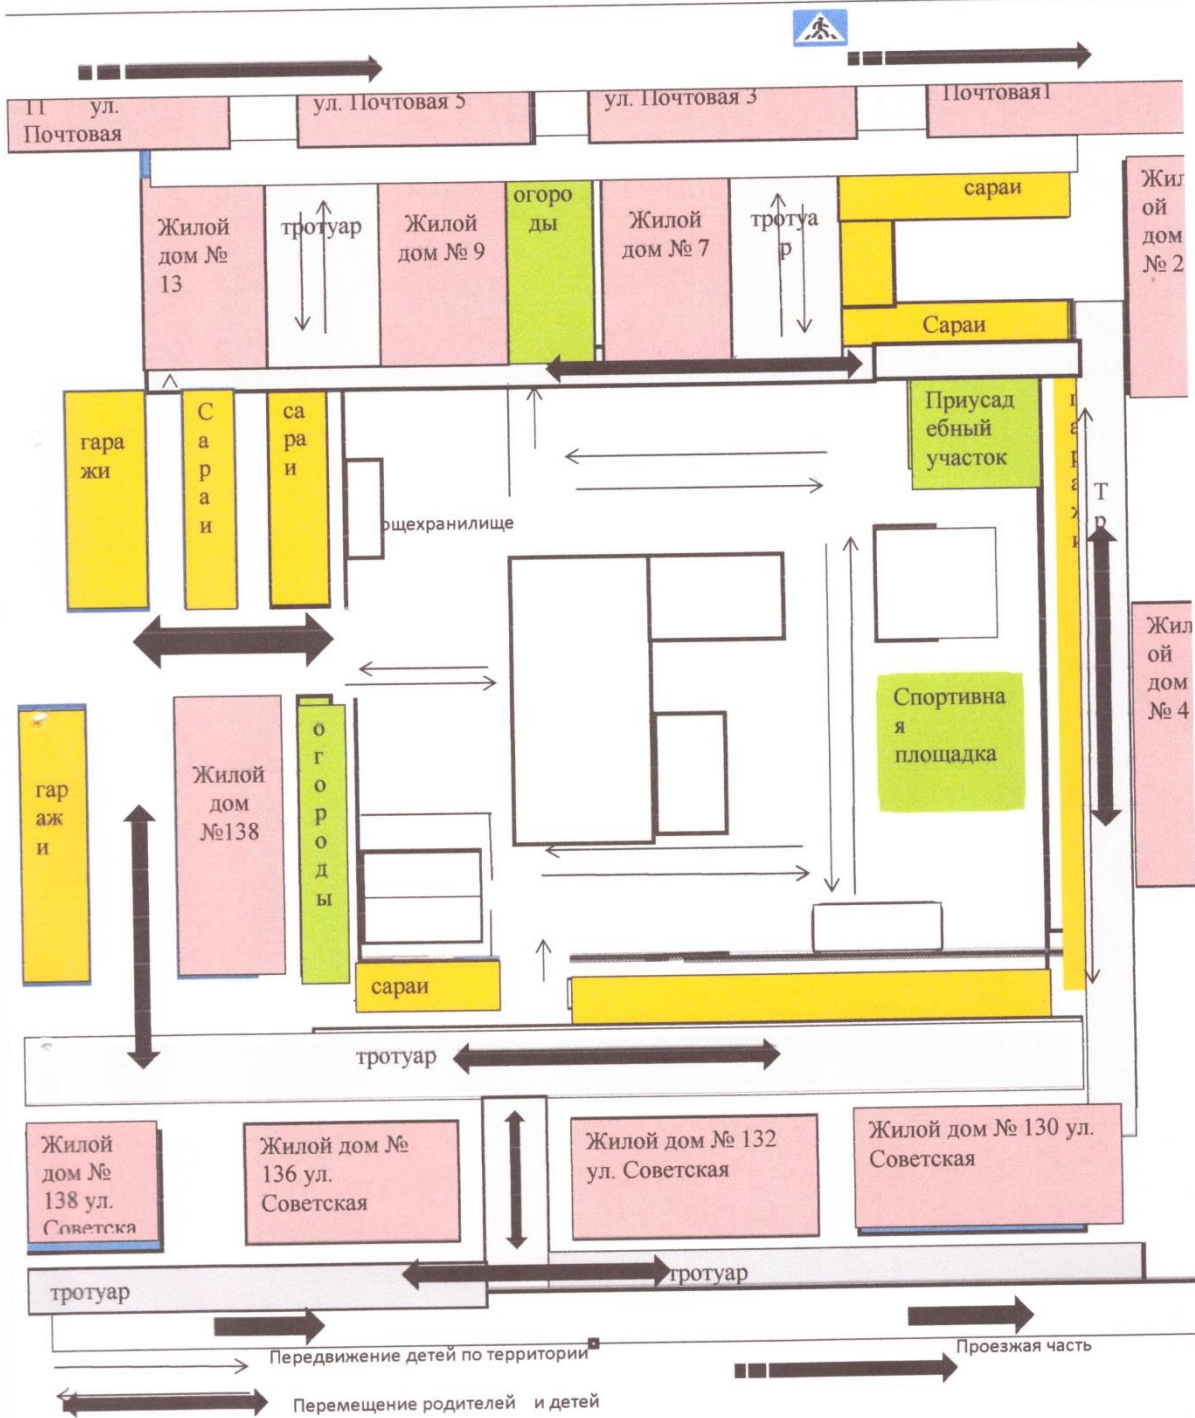 11 ул.
Почтовая
ул. Почтовая 5
ул. Почтовая 3
Почтовая1
Жилой
дом №
13
тротуар
Жилой
дом № 9
огоро
ды
Жилой
дом № 7
тротуа
р
сараи
Сараи
Жил
ой
дом
№ 2
гара
жи
С
а
р
а
и
са
ра
и
ощехранилище
Приусад
ебный
участок
Т
р
Спортивна
я
площадка
Жил
ой
дом
№ 4
гар
аж
и
Жилой
дом
№138
о
г
о
р
о
д
ы
сараи
тротуар
Жилой
дом №
138 ул.
Советска
Жилой дом №
136 ул.
Советская
Жилой дом № 132
ул. Советская
Жилой дом № 130 ул.
Советская
тротуар
тротуар
Передвижение детей по территории
Проезжая часть
Перемещение родителей и детей